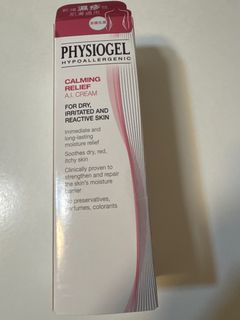 PHYSIOGEL
HYPOALLERGENIC
CALMING
RELIEF
A.I. CREAM
FOR DRY,
IRRITATED AND
REACTIVE SKIN
Immediate and
long-lasting
moisture relief
Soothes dry, red,
itchy skin
Clinically proven to
strengthen and repair
the skin's moisture
barrier
No preservatives,
perfumes, colorants